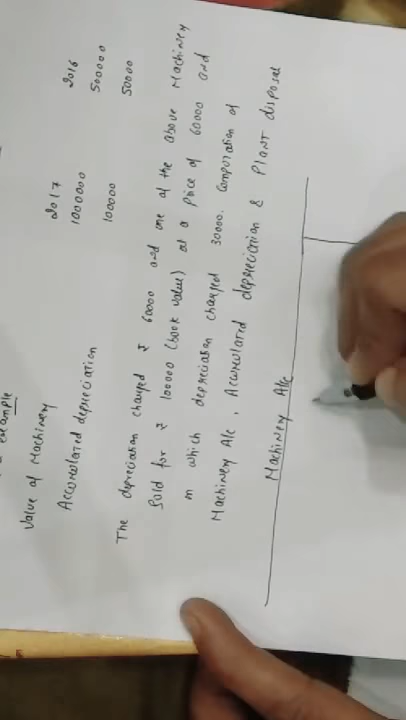 example
2017 2016
Value of Machinery 1000000 500000
Accumulated depreciation 100000 50000
The depreciation charged ₹ 60000 and one of the above Machinery
Sold for ₹ 100000 (book value) at a price of 60000 and
in which depreciation charged 30000.
Machinery A/c, Accumulated depreciation & Plant disposal
Machinery A/c